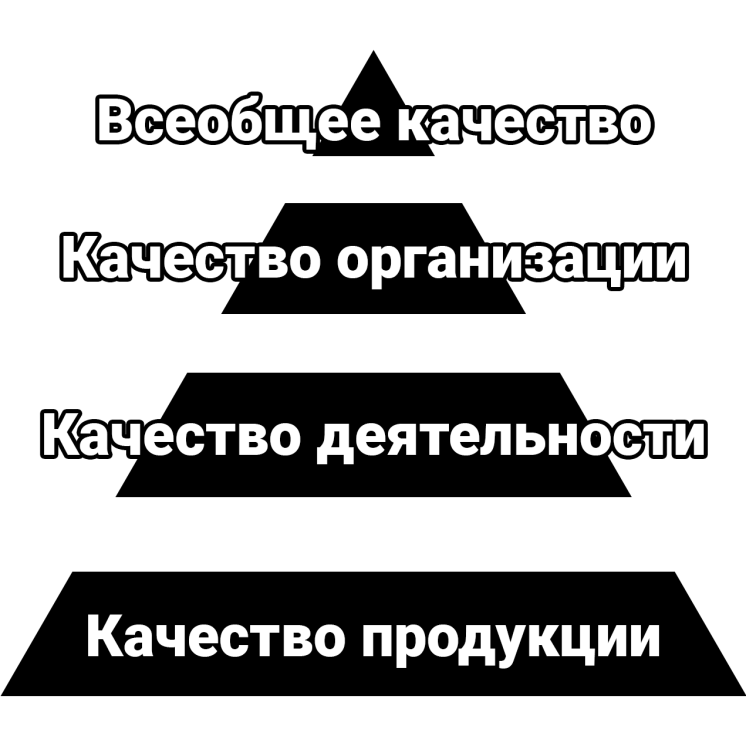 Всеобщее качество
Качество организации
Качество деятельности
Качество продукции